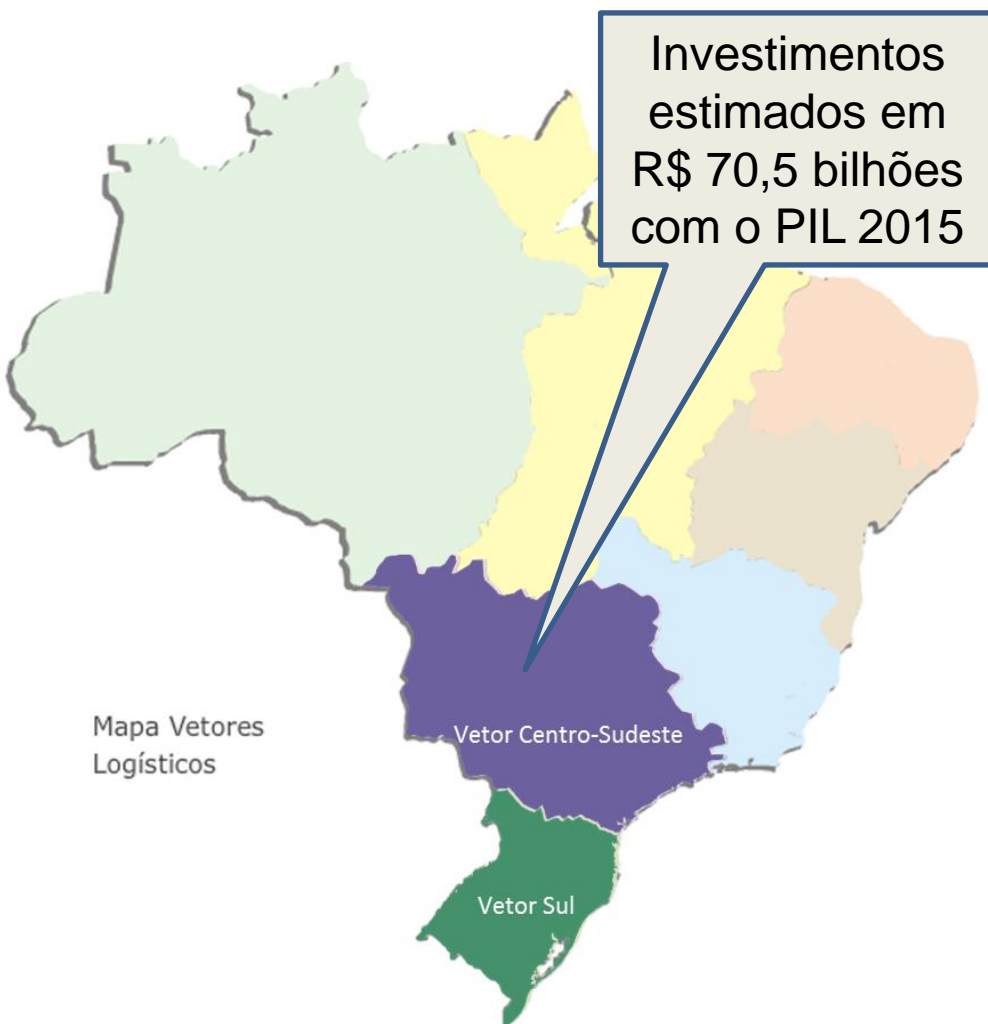 Investimentos
estimados em
R$ 70,5 bilhões
com o PIL 2015
Vetor Centro-Sudeste
Mapa Vetores
Logísticos
Vetor Sul